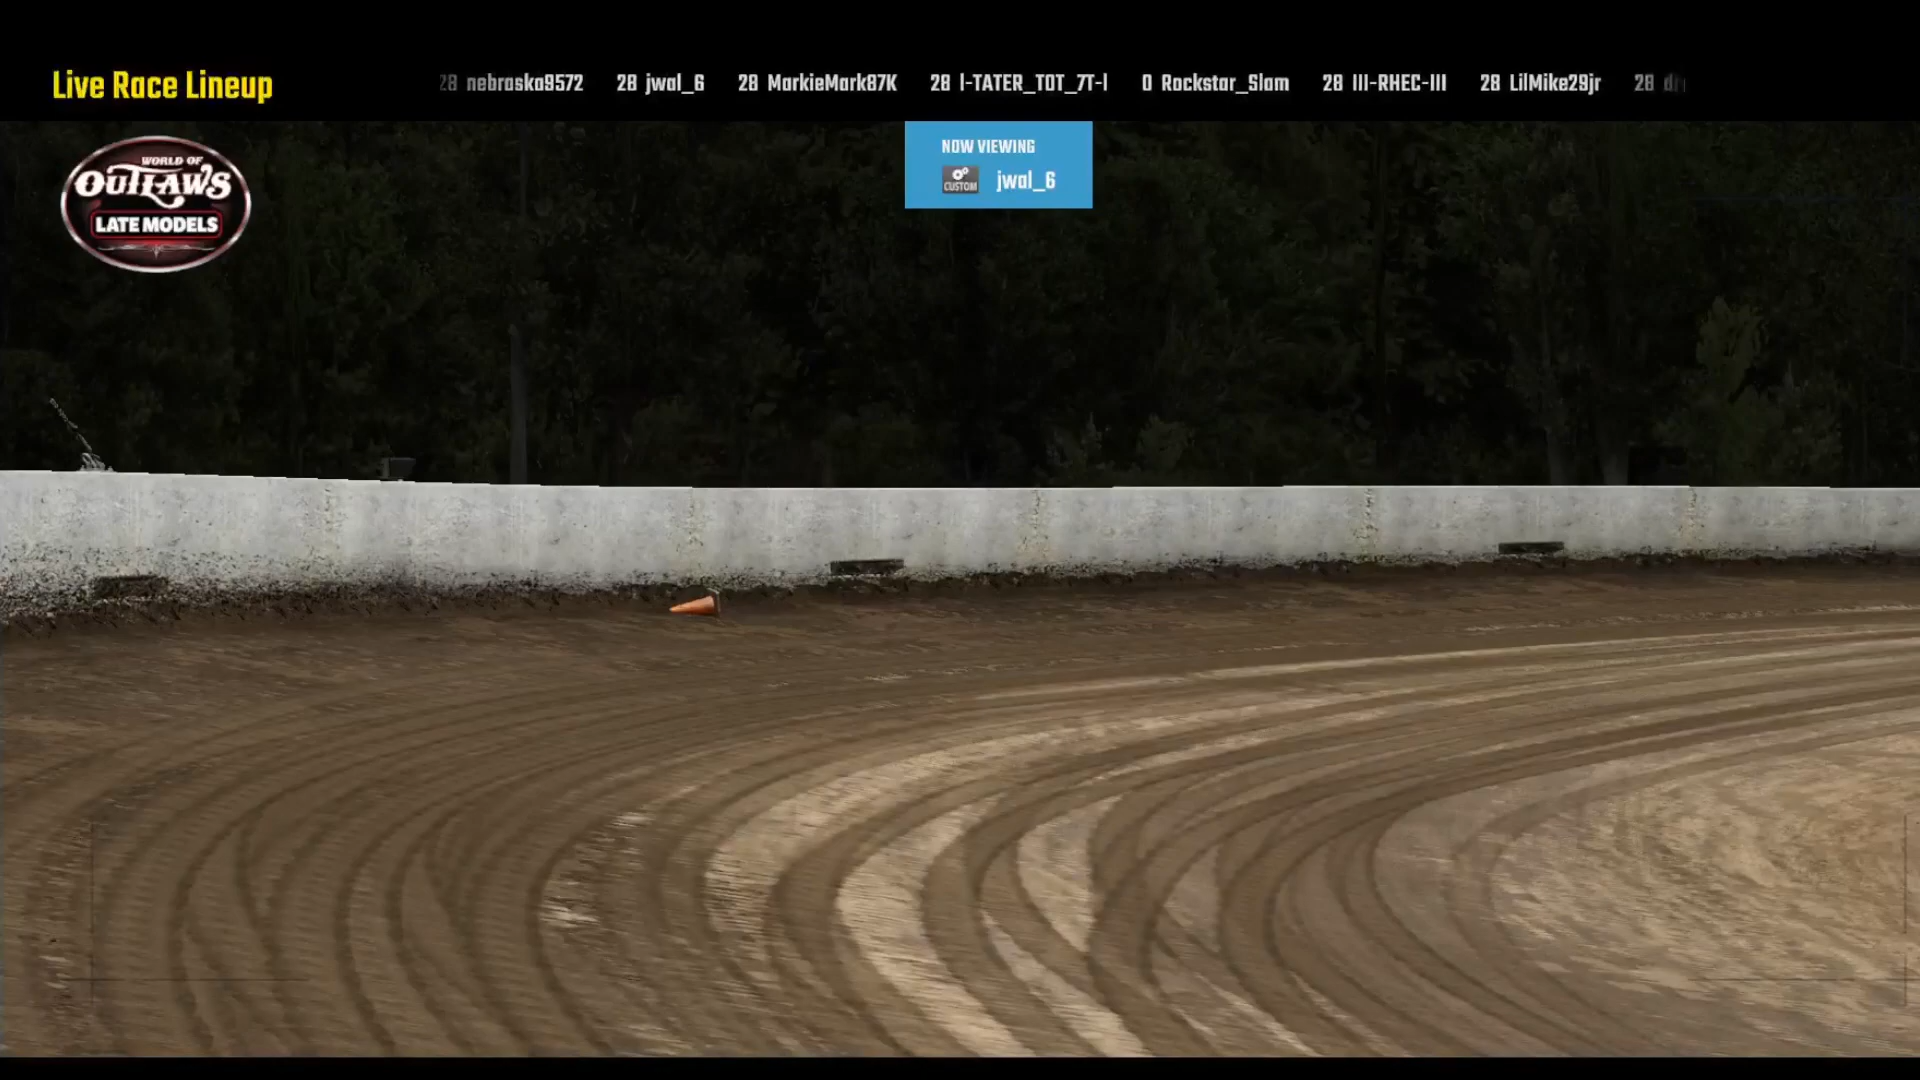 Live Race Lineup
28 nebraska9572 28 jwal_6 28 MarkieMark87K 28 l-TATER_TOT_7T-l 0 Rockstar_Slam 28 III-RHEC-III 28 LilMike29jr 28
WORLD OF
OUTLAWS
LATE MODELS
NOW VIEWING
CUSTOM jwal_6